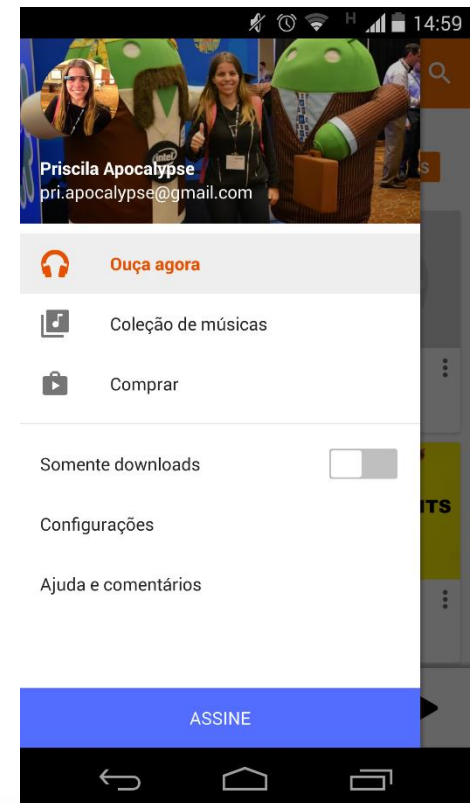 H 14:59
intel
Priscila Apocalypse
pri.apocalypse@gmail.com
S
Ouça agora
Coleção de músicas
Comprar
Somente downloads
ITS
Configurações
Ajuda e comentários
ASSINE